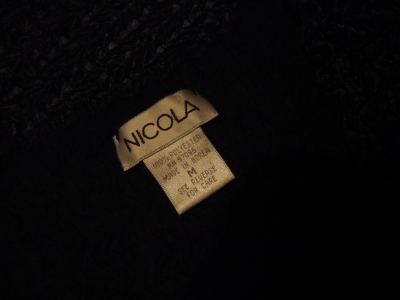 NICOLA
100% POLYESTER
MADE IN KOREA
M
SEE REVERSE
FOR CARE